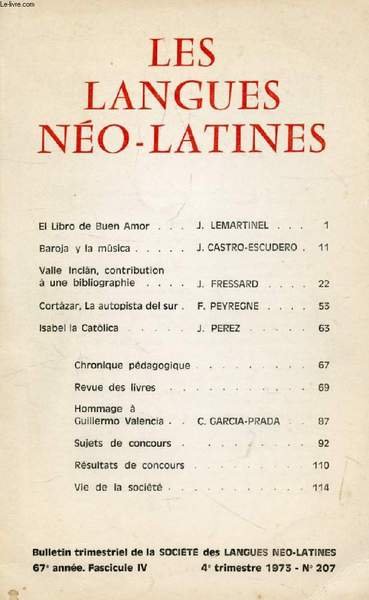 Le-livre.com
LES
LANGUES
NÉO-LATINES
El Libro de Buen Amor . . . J. LEMARTINEL . . . 1
Baroja y la música . . . . . J. CASTRO-ESCUDERO . 11
Valle Inclán, contribution
à une bibliographie . . . . J. FRESSARD . . . . 22
Cortázar, La autopista del sur . F. PEYREGNE . . . . 53
Isabel la Católica . . . . . J. PEREZ . . . . . 63
Chronique pédagogique . . . . . . . . . 67
Revue des livres . . . . . . . . . . . 69
Hommage à
Guillermo Valencia . . C. GARCIA-PRADA . . 87
Sujets de concours . . . . . . . . . . 92
Résultats de concours . . . . . . . . . 110
Vie de la société . . . . . . . . . . . 114
Bulletin trimestriel de la SOCIÉTÉ des LANGUES NÉO-LATINES
67e année. Fascicule IV 4e trimestre 1973 - N° 207